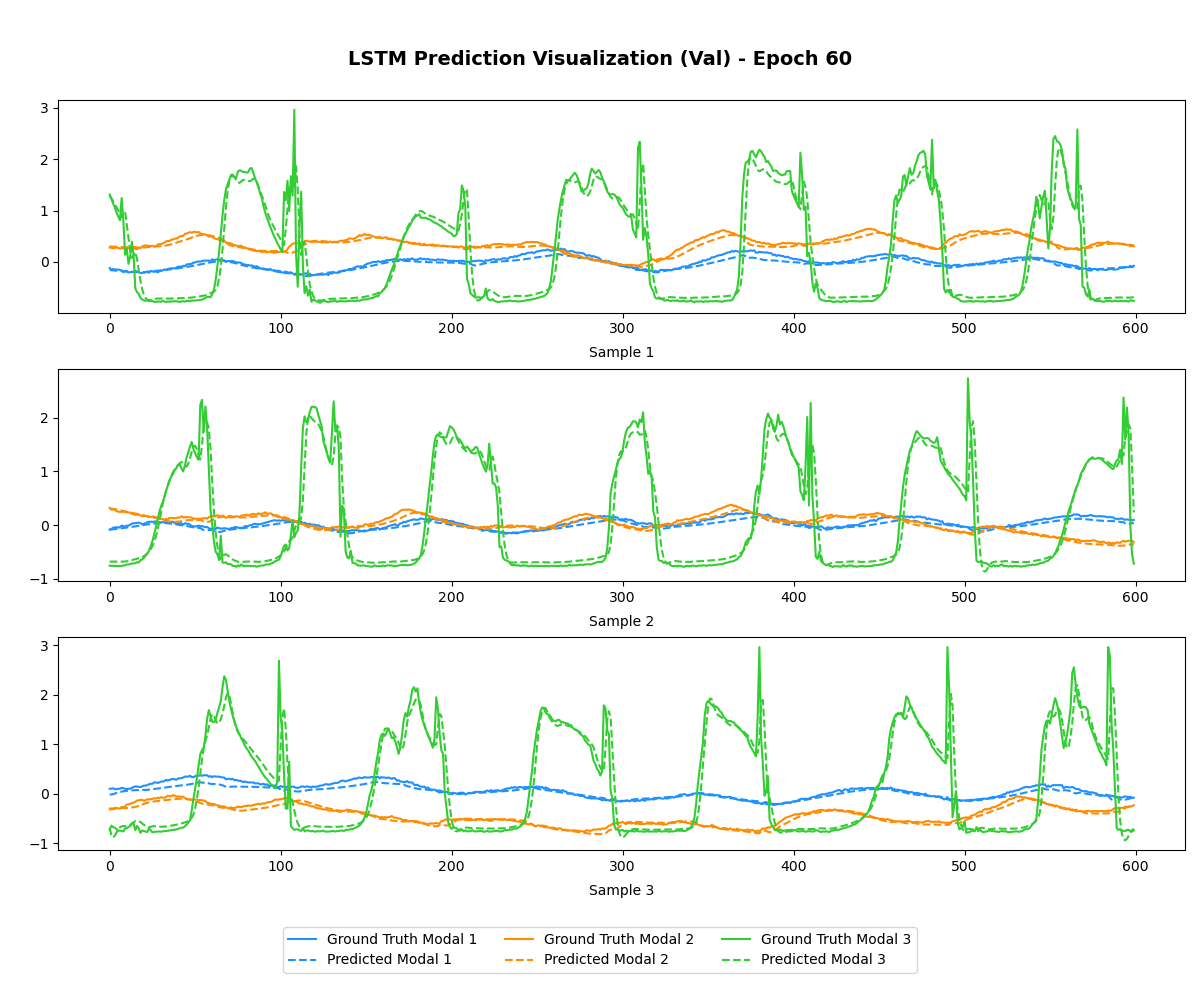 LSTM Prediction Visualization (Val) - Epoch 60
3
2
1
0
0 100 200 300 400 500 600
Sample 1
2
1
0
−1
0 100 200 300 400 500 600
Sample 2
3
2
1
0
−1
0 100 200 300 400 500 600
Sample 3
Ground Truth Modal 1 Ground Truth Modal 2 Ground Truth Modal 3
Predicted Modal 1 Predicted Modal 2 Predicted Modal 3